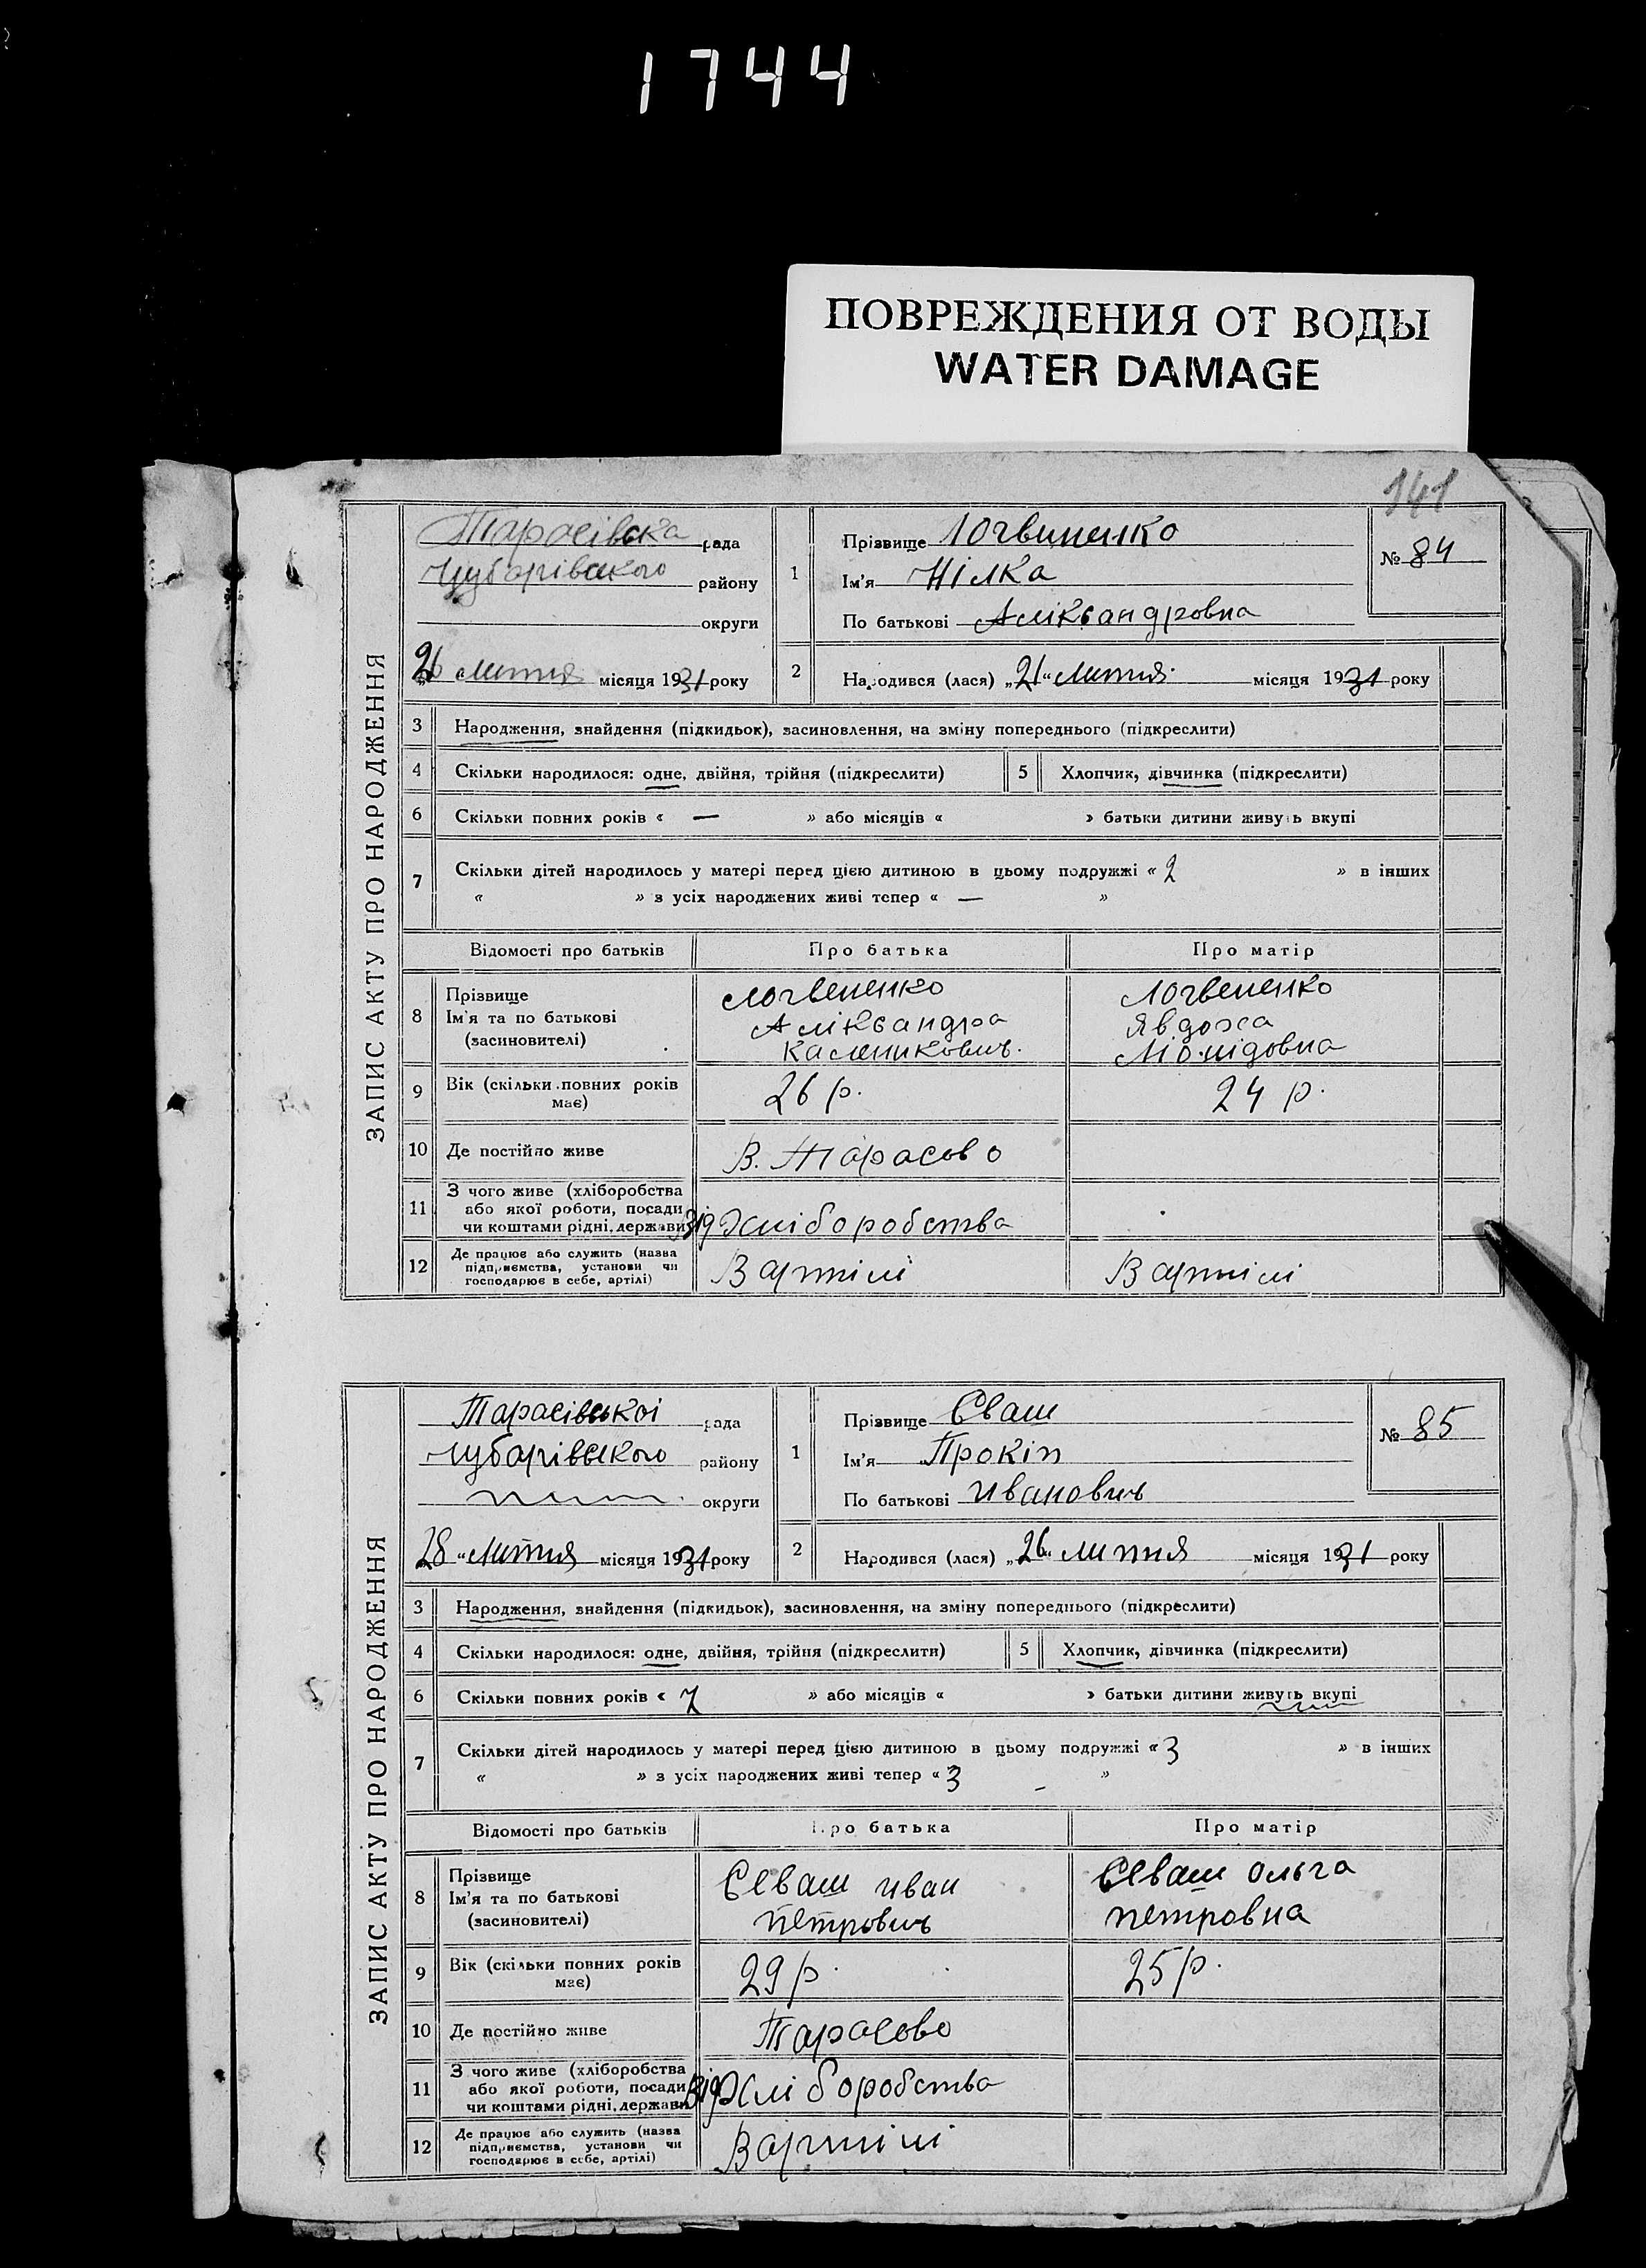 1744
ПОВРЕЖДЕНИЯ ОТ ВОДЫ
WATER DAMAGE
141
ЗАПИС АКТУ ПРО НАРОДЖЕННЯ
Тарасівска рада
Чубарівського району
округи
26 липня місяця 1931 року
1 Прізвище Логвиненко
Ім'я Нілка
По батькові Аліксандровна
№ 84
2 Народився (лася) „21“ липня місяця 1931 року
3 Народження, знайдення (підкидьок), засиновлення, на зміну попереднього (підкреслити)
4 Скільки народилося: одне, двійня, трійня (підкреслити) 5 Хлопчик, дівчинка (підкреслити)
6 Скільки повних років « — » або місяців « » батьки дитини живуть вкупі
7 Скільки дітей народилось у матері перед цією дитиною в цьому подружжі « 2 » в інших
« » з усіх народжених живі тепер « — »
Відомості про батьків Про батька Про матір
8 Прізвище Ім'я та по батькові (засиновителі)
Логвененко Аліксандра Каленикович.
Логвененко Явдоха
9 Вік (скільки повних років має) 26 р. 24 р.
10 Де постійно живе В. Тарасово
11 З чого живе (хліборобства або якої роботи, посади чи коштами рідні, держави) від Хліборобства
12 Де працює або служить (назва підприємства, установи чи господарює в себе, артілі) В артілі В артілі
ЗАПИС АКТУ ПРО НАРОДЖЕННЯ
Тарасівськоі рада
Чубарівського району
округи
„28“ липня місяця 1931 року
1 Прізвище Єваш
Ім'я Прокіп
По батькові Иванович
№ 85
2 Народився (лася) „26“ липня місяця 1931 року
3 Народження, знайдення (підкидьок), засиновлення, на зміну попереднього (підкреслити)
4 Скільки народилося: одне, двійня, трійня (підкреслити) 5 Хлопчик, дівчинка (підкреслити)
6 Скільки повних років « 7 » або місяців « » батьки дитини живуть вкупі
7 Скільки дітей народилось у матері перед цією дитиною в цьому подружжі « 3 » в інших
« » з усіх народжених живі тепер « 3 »
Відомості про батьків Про батька Про матір
8 Прізвище Ім'я та по батькові (засиновителі)
Єеваш Иван Петрович
Єеваш Ольга Петровна
9 Вік (скільки повних років має) 29 р. 25 р.
10 Де постійно живе Тарасово
11 З чого живе (хліборобства або якої роботи, посади чи коштами рідні, держави) від Хліборобства
12 Де працює або служить (назва підприємства, установи чи господарює в себе, артілі) В артілі